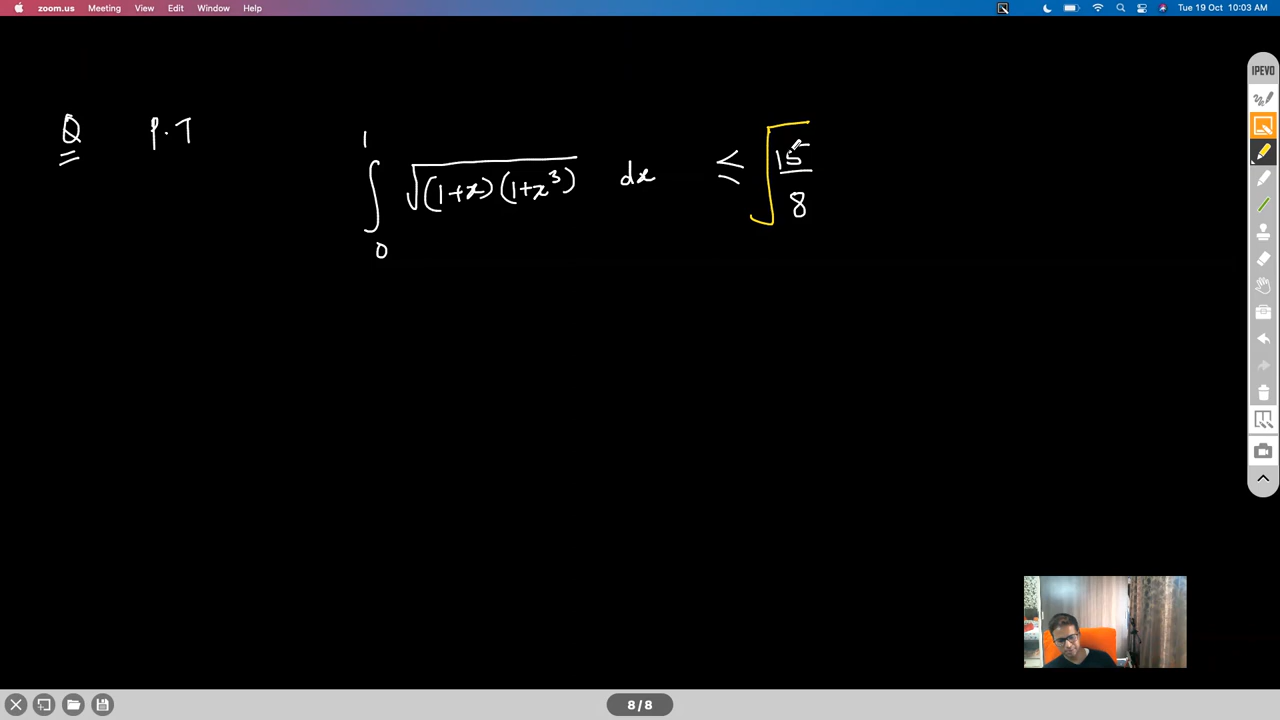 zoom.us Meeting View Edit Window Help Tue 19 Oct 10:03 AM
IPEVO
Q P.T ∫₀¹ √(1+x)(1+x³) dx ≤ √15/8
8/8